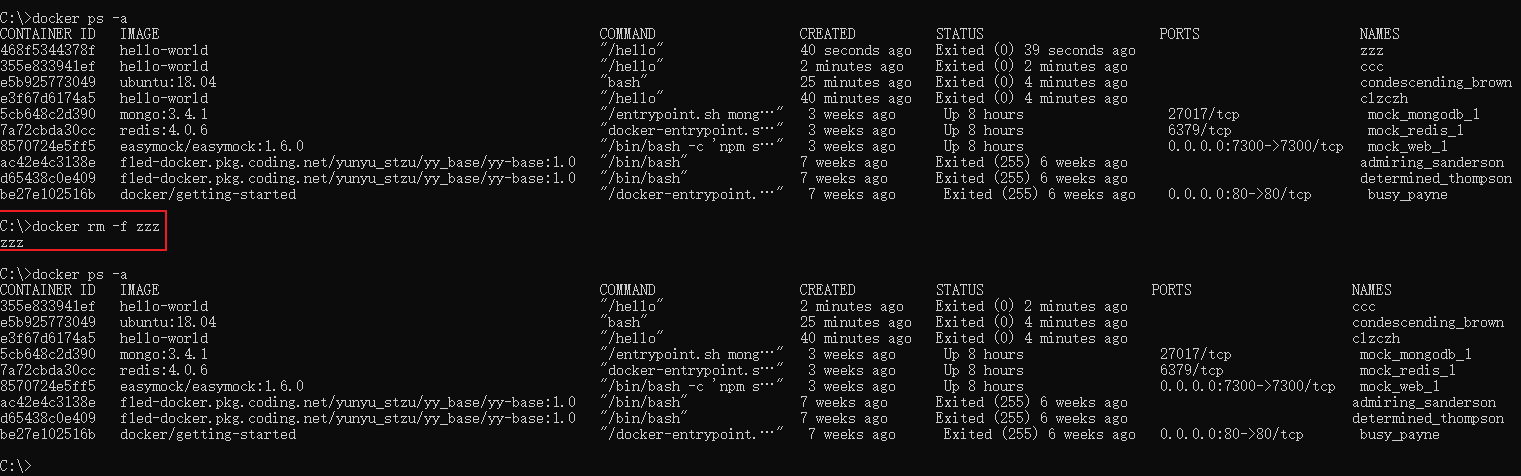 C:\>docker ps -a
CONTAINER ID   IMAGE                                                       COMMAND                  CREATED          STATUS                      PORTS                    NAMES
468f5344378f   hello-world                                                 "/hello"                 40 seconds ago   Exited (0) 39 seconds ago                            zzz
355e833941ef   hello-world                                                 "/hello"                 2 minutes ago    Exited (0) 2 minutes ago                             ccc
e5b925773049   ubuntu:18.04                                                "bash"                   25 minutes ago   Exited (0) 4 minutes ago                             condescending_brown
e3f67d6174a5   hello-world                                                 "/hello"                 40 minutes ago   Exited (0) 4 minutes ago                             clzczh
5cb648c2d390   mongo:3.4.1                                                 "/entrypoint.sh mong…"   3 weeks ago      Up 8 hours                  27017/tcp                mock_mongodb_1
7a72cbda30cc   redis:4.0.6                                                 "docker-entrypoint.s…"   3 weeks ago      Up 8 hours                  6379/tcp                 mock_redis_1
8570724e5ff5   easymock/easymock:1.6.0                                     "/bin/bash -c 'npm s…"   3 weeks ago      Up 8 hours                  0.0.0.0:7300->7300/tcp   mock_web_1
ac42e4c3138e   fled-docker.pkg.coding.net/yunyu_stzu/yy_base/yy-base:1.0   "/bin/bash"              7 weeks ago      Exited (255) 6 weeks ago                             admiring_sanderson
d65438c0e409   fled-docker.pkg.coding.net/yunyu_stzu/yy_base/yy-base:1.0   "/bin/bash"              7 weeks ago      Exited (255) 6 weeks ago                             determined_thompson
be27e102516b   docker/getting-started                                      "/docker-entrypoint.…"   7 weeks ago      Exited (255) 6 weeks ago    0.0.0.0:80->80/tcp       busy_payne
C:\>docker rm -f zzz
zzz
C:\>docker ps -a
CONTAINER ID   IMAGE                                                       COMMAND                  CREATED          STATUS                     PORTS                    NAMES
355e833941ef   hello-world                                                 "/hello"                 2 minutes ago    Exited (0) 2 minutes ago                            ccc
e5b925773049   ubuntu:18.04                                                "bash"                   25 minutes ago   Exited (0) 4 minutes ago                            condescending_brown
e3f67d6174a5   hello-world                                                 "/hello"                 40 minutes ago   Exited (0) 4 minutes ago                            clzczh
5cb648c2d390   mongo:3.4.1                                                 "/entrypoint.sh mong…"   3 weeks ago      Up 8 hours                 27017/tcp                mock_mongodb_1
7a72cbda30cc   redis:4.0.6                                                 "docker-entrypoint.s…"   3 weeks ago      Up 8 hours                 6379/tcp                 mock_redis_1
8570724e5ff5   easymock/easymock:1.6.0                                     "/bin/bash -c 'npm s…"   3 weeks ago      Up 8 hours                 0.0.0.0:7300->7300/tcp   mock_web_1
ac42e4c3138e   fled-docker.pkg.coding.net/yunyu_stzu/yy_base/yy-base:1.0   "/bin/bash"              7 weeks ago      Exited (255) 6 weeks ago                            admiring_sanderson
d65438c0e409   fled-docker.pkg.coding.net/yunyu_stzu/yy_base/yy-base:1.0   "/bin/bash"              7 weeks ago      Exited (255) 6 weeks ago                            determined_thompson
be27e102516b   docker/getting-started                                      "/docker-entrypoint.…"   7 weeks ago      Exited (255) 6 weeks ago   0.0.0.0:80->80/tcp       busy_payne
C:\>